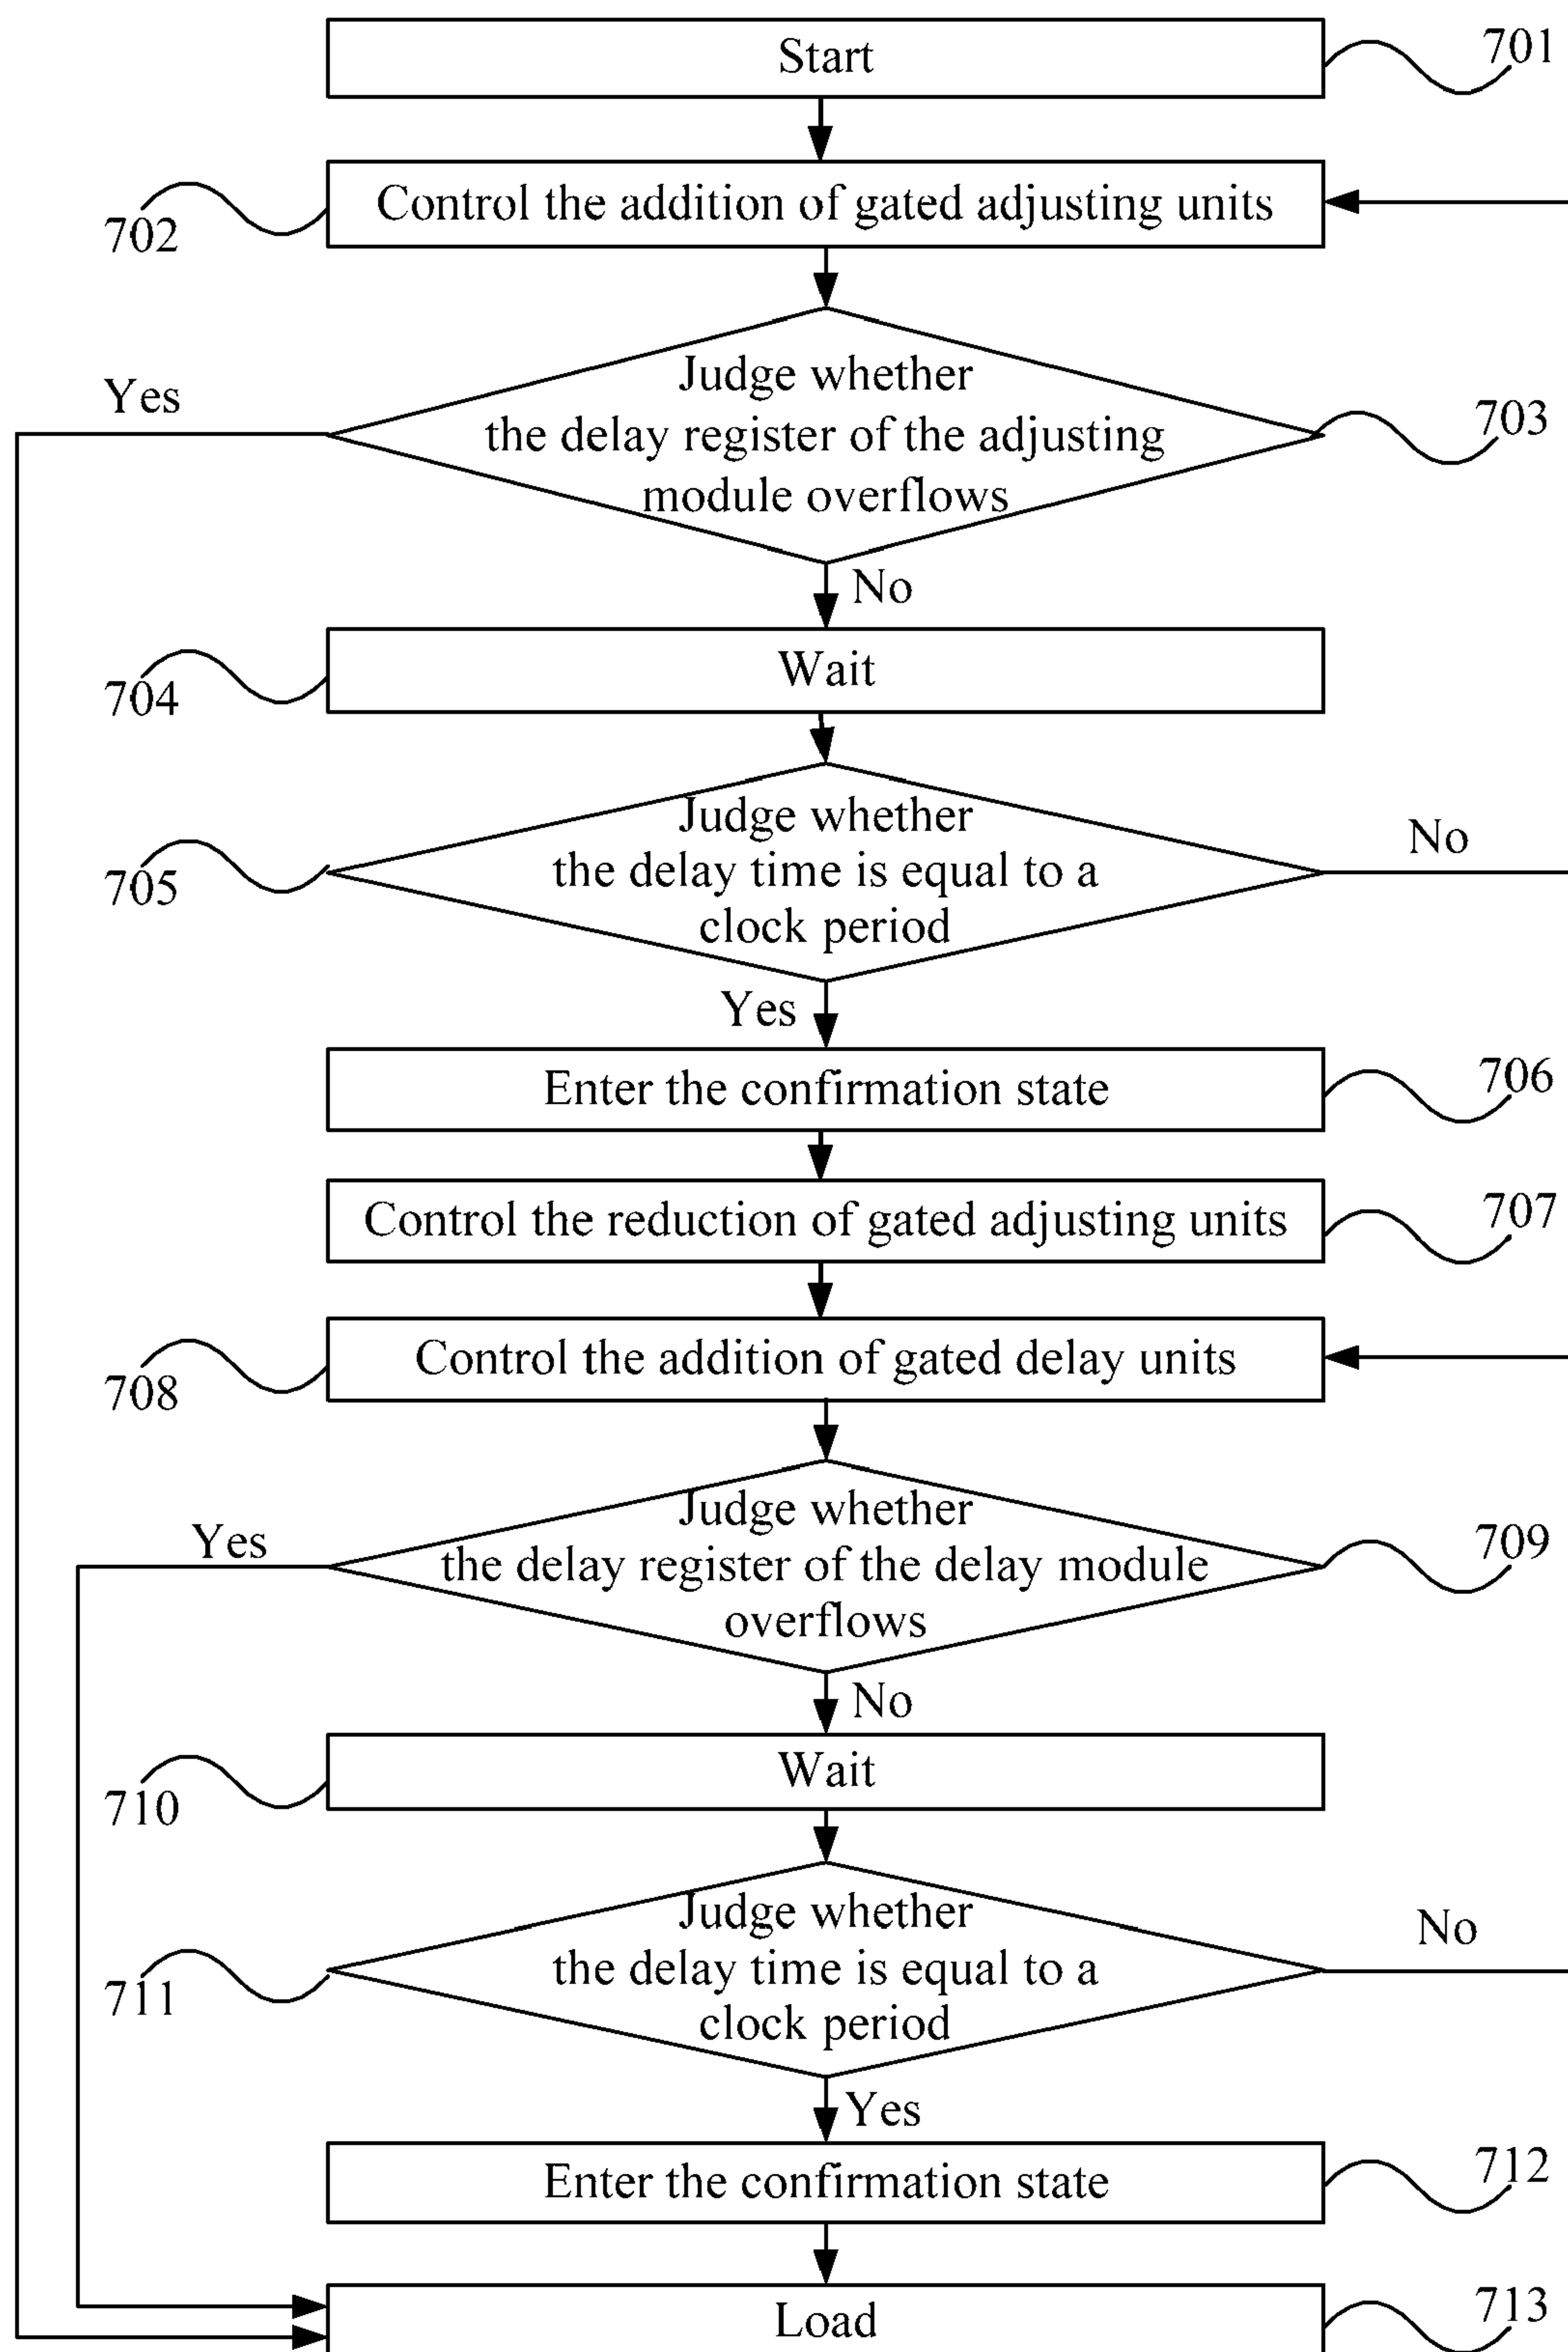 Start
701
Control the addition of gated adjusting units
702
Judge whether
the delay register of the adjusting
module overflows
Yes
703
No
Wait
704
Judge whether
the delay time is equal to a
clock period
No
705
Yes
Enter the confirmation state
706
Control the reduction of gated adjusting units
707
Control the addition of gated delay units
708
Judge whether
the delay register of the delay module
overflows
Yes
709
No
Wait
710
Judge whether
the delay time is equal to a
clock period
No
711
Yes
Enter the confirmation state
712
Load
713